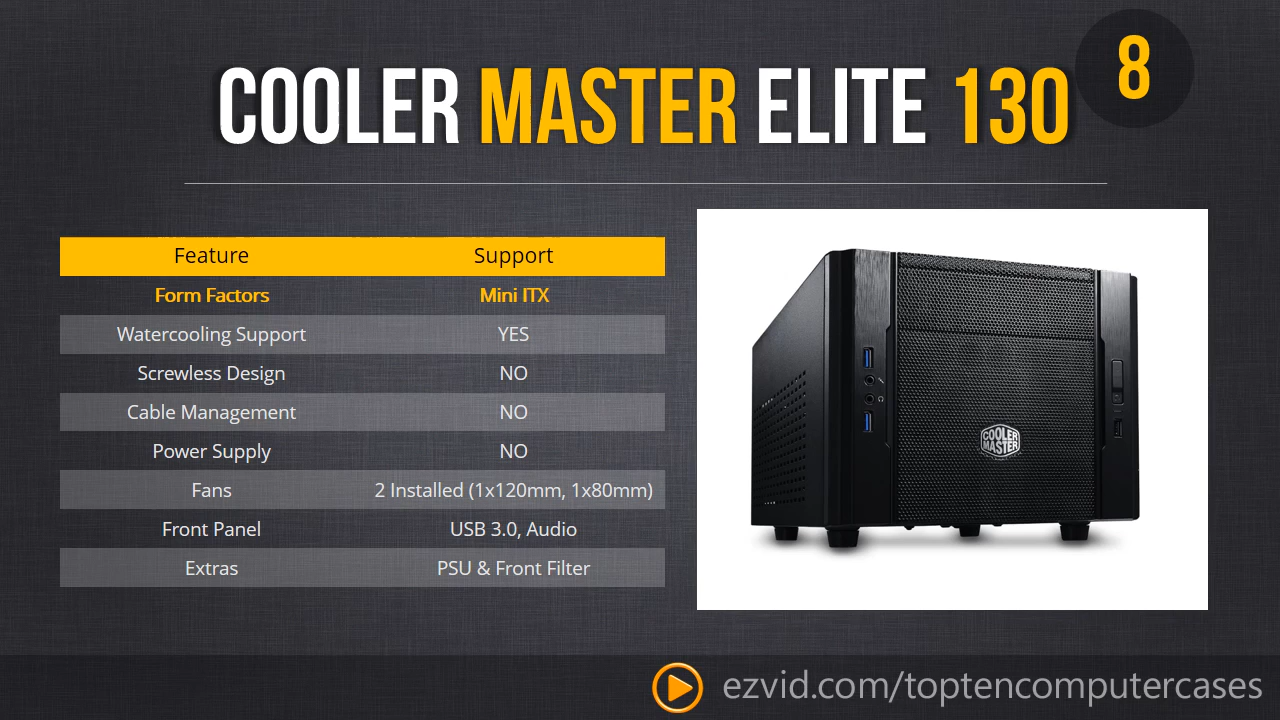 COOLER MASTER ELITE 130
8
Feature Support
Form Factors Mini ITX
Watercooling Support YES
Screwless Design NO
Cable Management NO
Power Supply NO
Fans 2 Installed (1x120mm, 1x80mm)
Front Panel USB 3.0, Audio
Extras PSU & Front Filter
COOLER
MASTER
ezvid.com/toptencomputercases